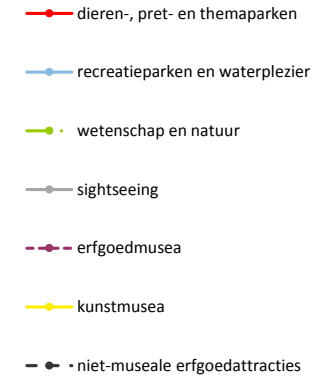 dieren-, pret- en themaparken
recreatieparken en waterplezier
wetenschap en natuur
sightseeing
erfgoedmusea
kunstmusea
niet-museale erfgoedattracties